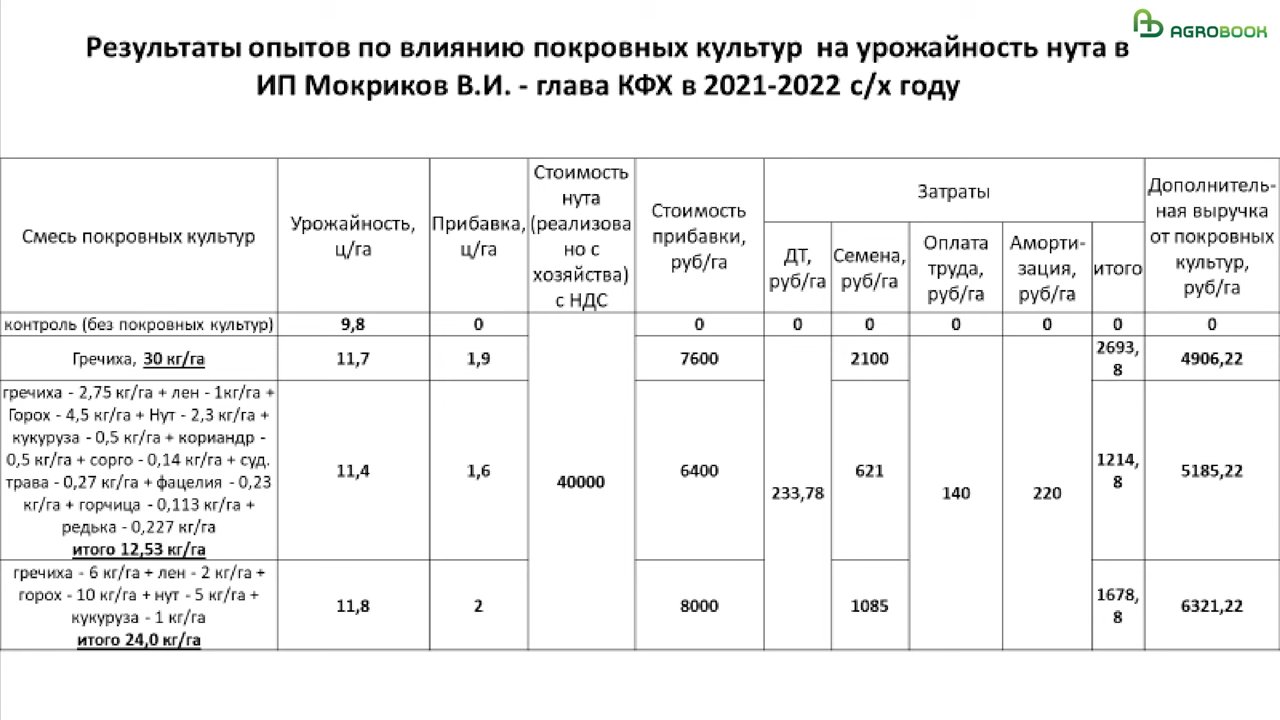 AGROBOOK
Результаты опытов по влиянию покровных культур на урожайность нута в
ИП Мокриков В.И. - глава КФХ в 2021-2022 с/х году
Смесь покровных культур
Урожайность,
ц/га
Прибавка,
ц/га
Стоимость
нута
(реализова
но с
хозяйства)
с НДС
Стоимость
прибавки,
руб/га
Затраты
ДТ,
руб/га
Семена,
руб/га
Оплата
труда,
руб/га
Аморти-
зация,
руб/га
итого
Дополнитель-
ная выручка
от покровных
культур,
руб/га
контроль (без покровных культур)
9,8
0
40000
0
0
0
0
0
0
0
Гречиха, 30 кг/га
11,7
1,9
7600
233,78
2100
140
220
2693,
8
4906,22
гречиха - 2,75 кг/га + лен - 1кг/га +
Горох - 4,5 кг/га + Нут - 2,3 кг/га +
кукуруза - 0,5 кг/га + кориандр -
0,5 кг/га + сорго - 0,14 кг/га + суд.
трава - 0,27 кг/га + фацелия - 0,23
кг/га + горчица - 0,113 кг/га +
редька - 0,227 кг/га
итого 12,53 кг/га
11,4
1,6
6400
621
1214,
8
5185,22
гречиха - 6 кг/га + лен - 2 кг/га +
горох - 10 кг/га + нут - 5 кг/га +
кукуруза - 1 кг/га
итого 24,0 кг/га
11,8
2
8000
1085
1678,
8
6321,22